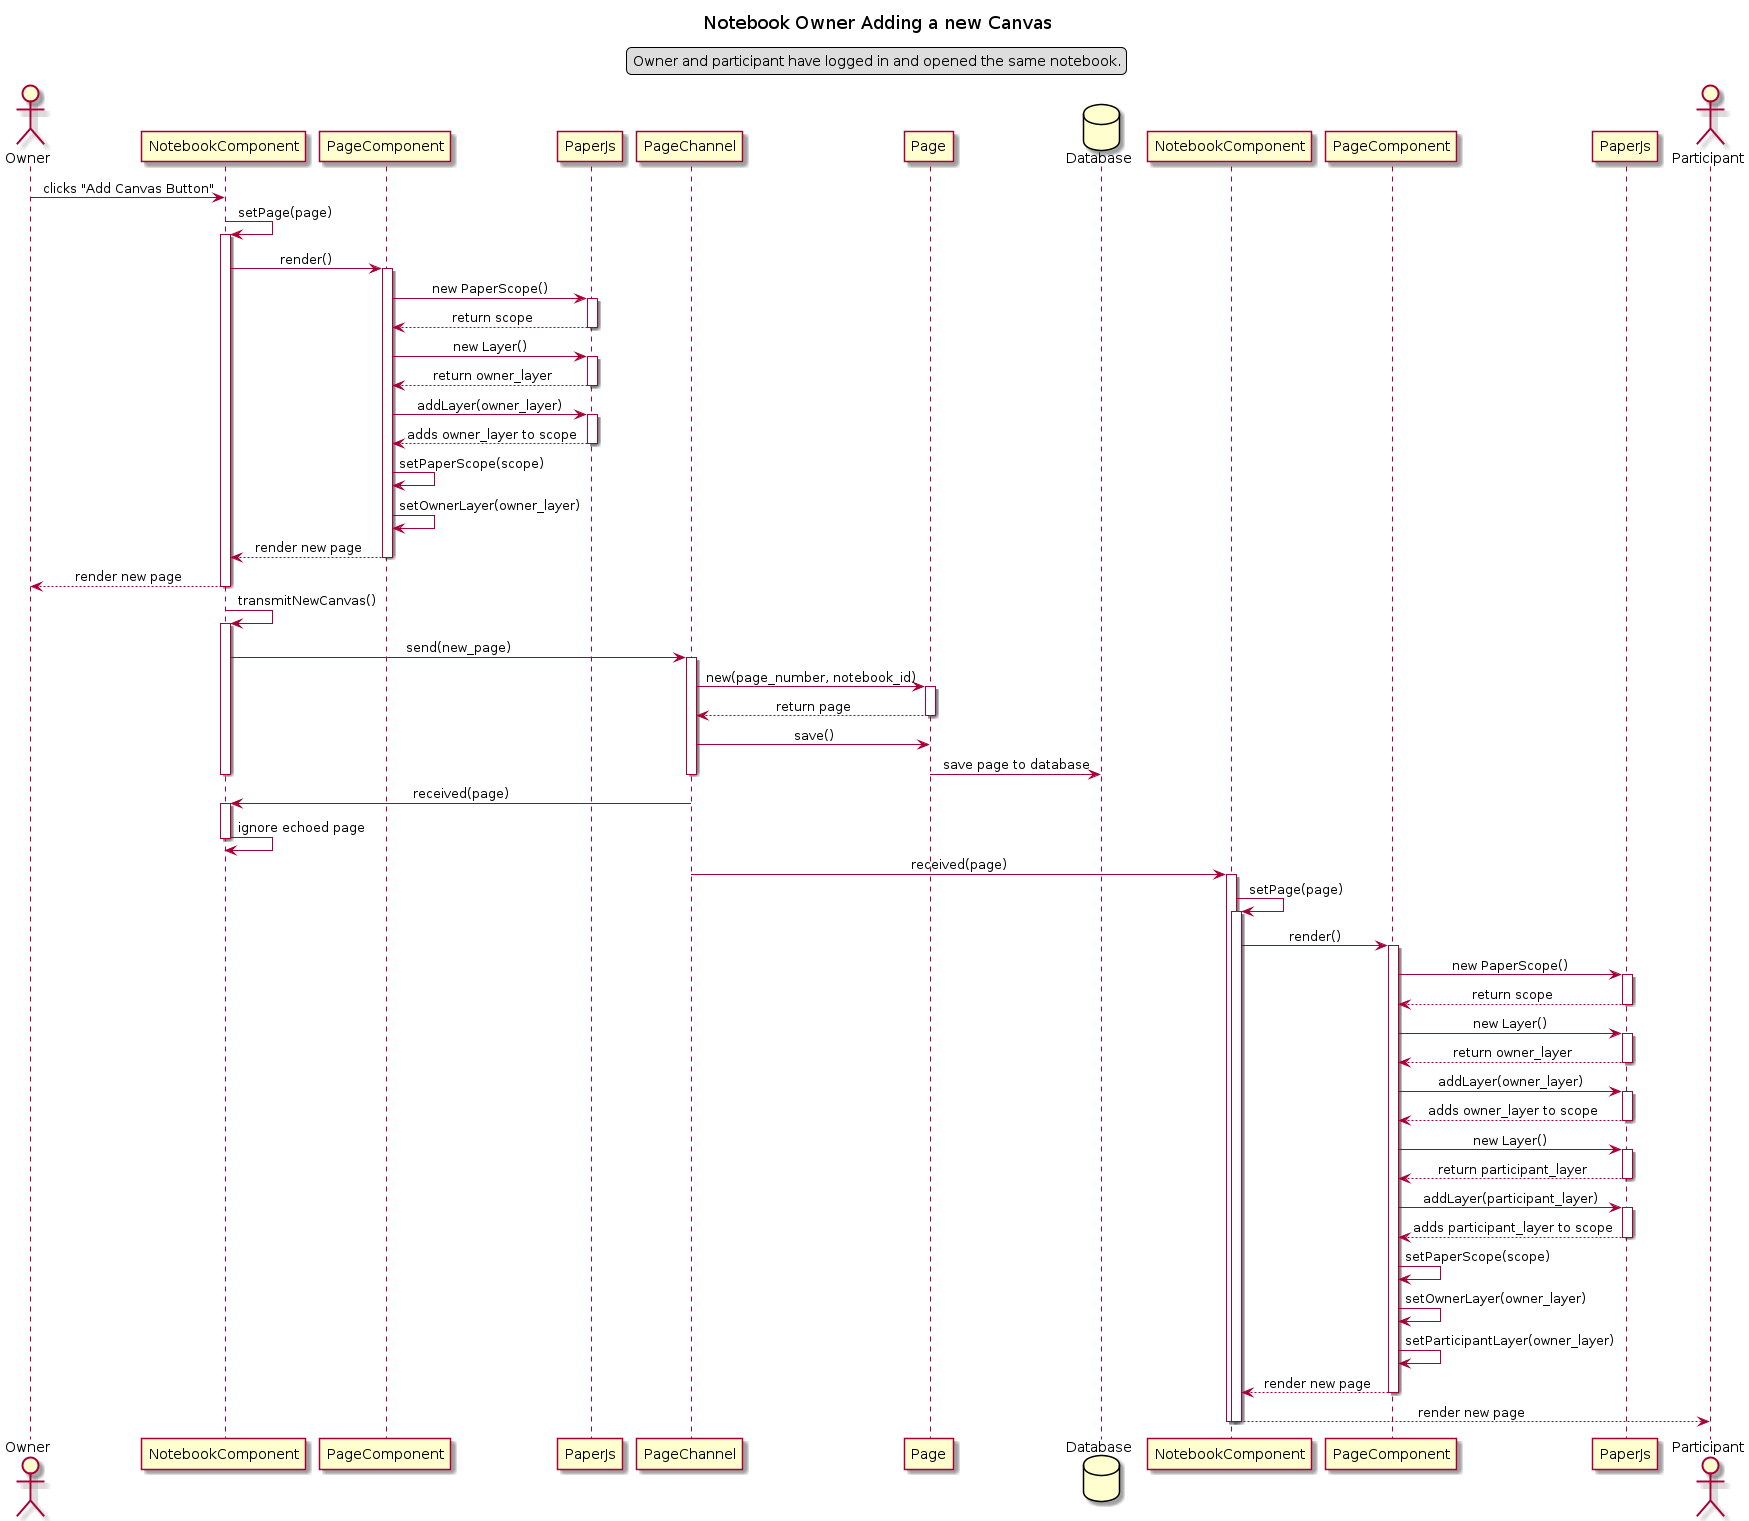 Notebook Owner Adding a new Canvas
Owner and participant have logged in and opened the same notebook.
Owner
NotebookComponent
PageComponent
PaperJs
PageChannel
Page
Database
NotebookComponent
PageComponent
PaperJs
Participant
clicks "Add Canvas Button"
setPage(page)
render()
new PaperScope()
return scope
new Layer()
return owner_layer
addLayer(owner_layer)
adds owner_layer to scope
setPaperScope(scope)
setOwnerLayer(owner_layer)
render new page
render new page
transmitNewCanvas()
send(new_page)
new(page_number, notebook_id)
return page
save()
save page to database
received(page)
ignore echoed page
received(page)
setPage(page)
render()
new PaperScope()
return scope
new Layer()
return owner_layer
addLayer(owner_layer)
adds owner_layer to scope
new Layer()
return participant_layer
addLayer(participant_layer)
adds participant_layer to scope
setPaperScope(scope)
setOwnerLayer(owner_layer)
setParticipantLayer(owner_layer)
render new page
render new page
Owner
NotebookComponent
PageComponent
PaperJs
PageChannel
Page
Database
NotebookComponent
PageComponent
PaperJs
Participant